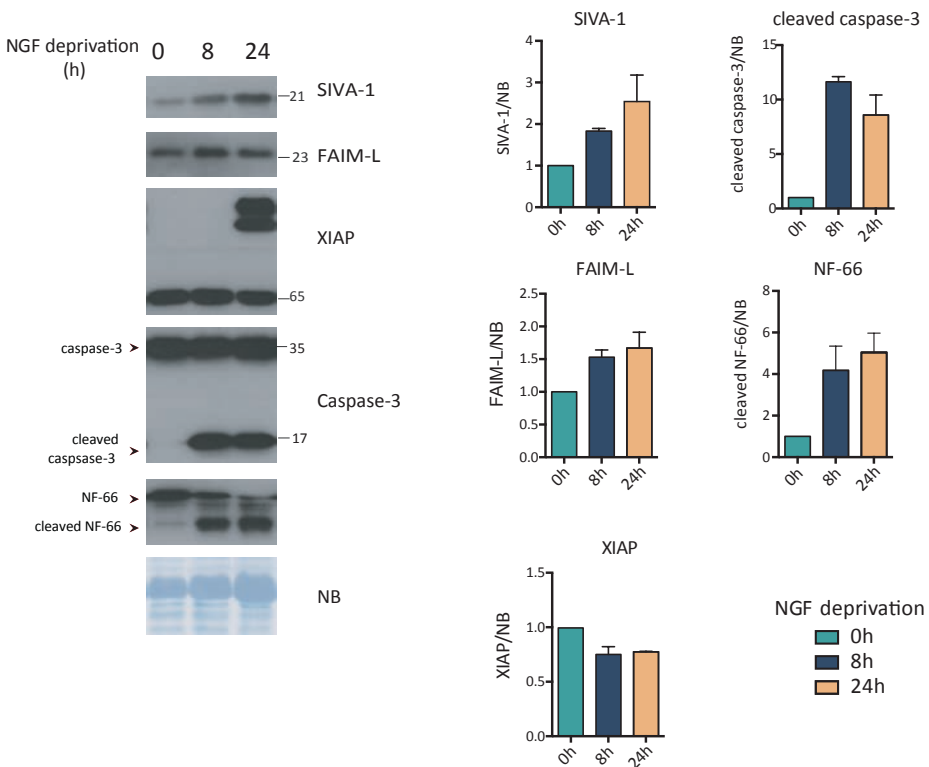 NGF deprivation
(h)
0 8 24
SIVA-1
21
FAIM-L
23
XIAP
65
caspase-3
35
Caspase-3
cleaved
caspsase-3
17
NF-66
cleaved NF-66
NB
SIVA-1
SIVA-1/NB
4
3
2
1
0
0h 8h 24h
cleaved caspase-3
cleaved caspase-3/NB
15
10
5
0
0h 8h 24h
FAIM-L
FAIM-L/NB
2.5
2.0
1.5
1.0
0.5
0.0
0h 8h 24h
NF-66
cleaved NF-66/NB
8
6
4
2
0
0h 8h 24h
XIAP
XIAP/NB
1.5
1.0
0.5
0.0
0h 8h 24h
NGF deprivation
0h
8h
24h